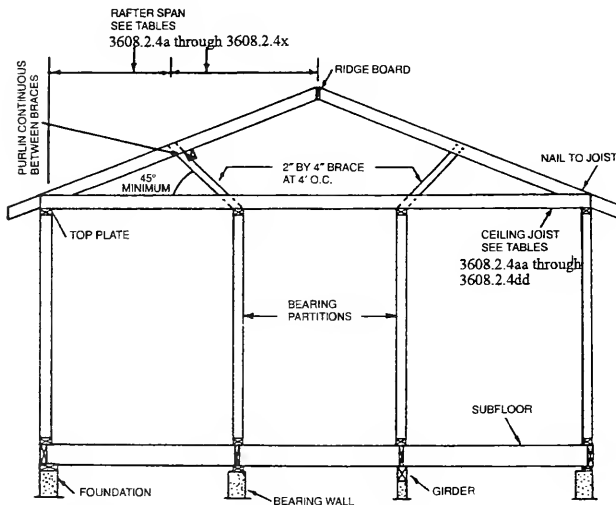 RAFTER SPAN
SEE TABLES
3608.2.4a through 3608.2.4x
RIDGE BOARD
PURLIN CONTINUOUS
BETWEEN BRACES
45°
MINIMUM
2" BY 4" BRACE
AT 4' O.C.
NAIL TO JOIST
TOP PLATE
CEILING JOIST
SEE TABLES
3608.2.4aa through
3608.2.4dd
BEARING
PARTITIONS
SUBFLOOR
FOUNDATION
BEARING WALL
GIRDER